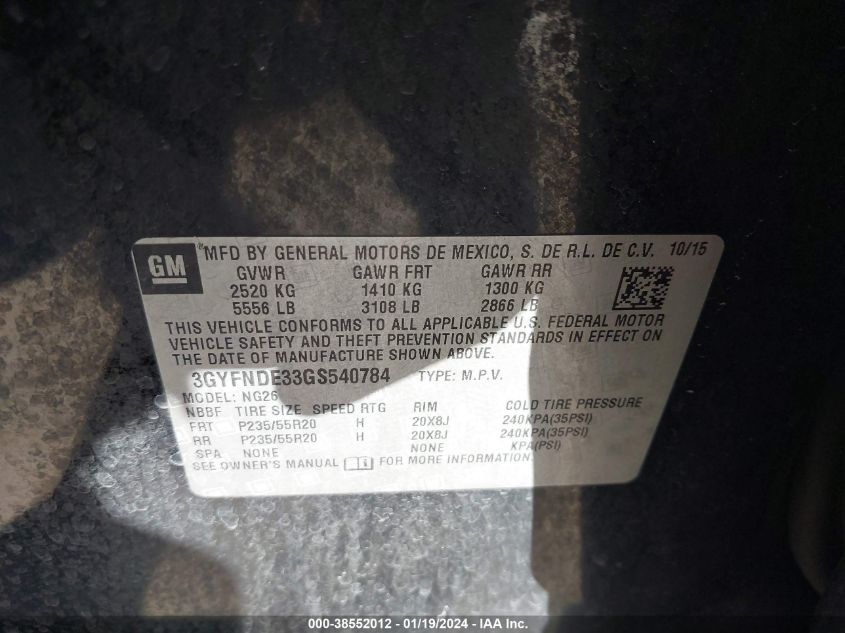 GM
®MFD BY GENERAL MOTORS DE MEXICO, S. DE R.L. DE C.V. 10/15
GVWR GAWR FRT GAWR RR
2520 KG 1410 KG 1300 KG
5556 LB 3108 LB 2866 LB
THIS VEHICLE CONFORMS TO ALL APPLICABLE U.S. FEDERAL MOTOR
VEHICLE SAFETY AND THEFT PREVENTION STANDARDS IN EFFECT ON
THE DATE OF MANUFACTURE SHOWN ABOVE.
3GYFNDE33GS540784 TYPE: M.P.V.
MODEL: NG26
NBBF TIRE SIZE SPEED RTG RIM COLD TIRE PRESSURE
FRT P235/55R20 H 20X8J 240KPA(35PSI)
RR P235/55R20 H 20X8J 240KPA(35PSI)
SPA NONE NONE KPA(PSI)
SEE OWNER'S MANUAL FOR MORE INFORMATION.
000-38552012 - 01/19/2024 - IAA Inc.